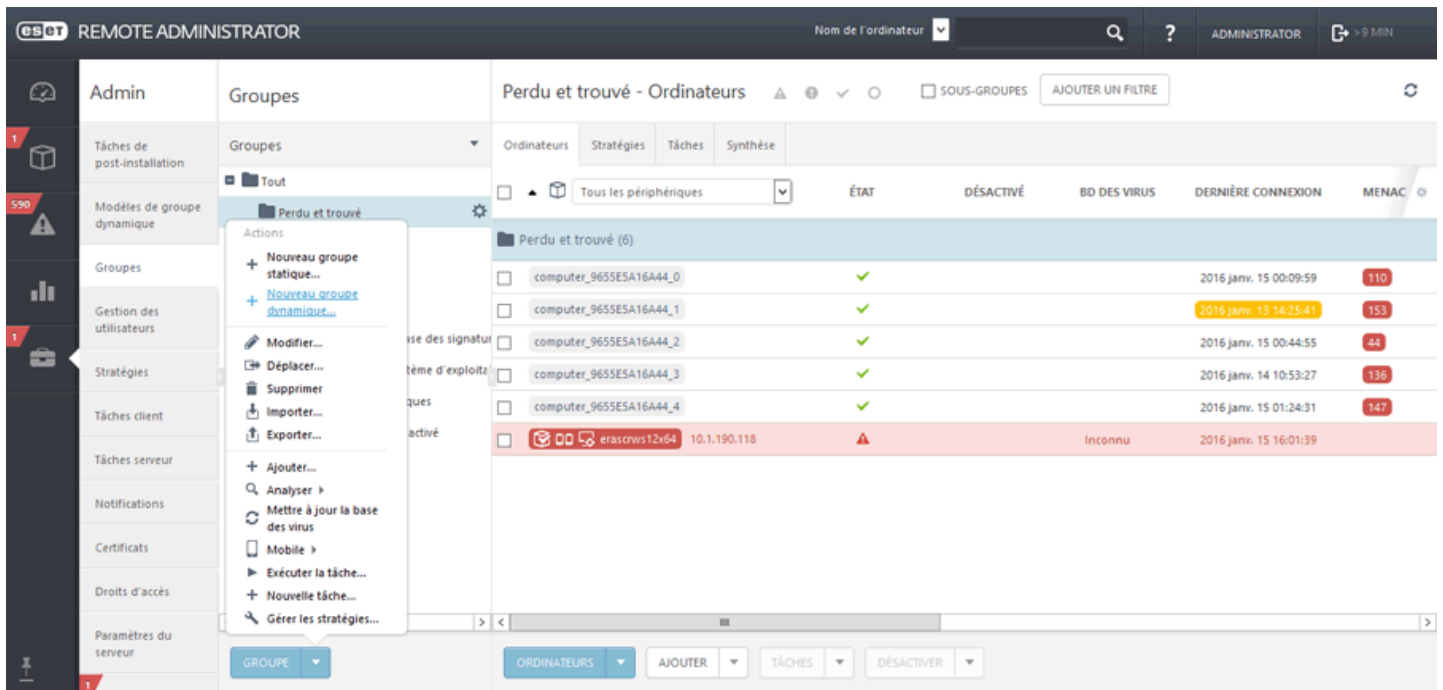 eseT REMOTE ADMINISTRATOR
Nom de l'ordinateur
?
ADMINISTRATOR
>9 MIN
1
590
1
Admin
Tâches de
post-installation
Modèles de groupe
dynamique
Groupes
Gestion des
utilisateurs
Stratégies
Tâches client
Tâches serveur
Notifications
Certificats
Droits d'accès
Paramètres du
serveur
1
Groupes
Groupes
Tout
Perdu et trouvé
Actions
Nouveau groupe
statique...
Nouveau groupe
dynamique...
Modifier...
Déplacer...
Supprimer
Importer...
Exporter...
Ajouter...
Analyser
Mettre à jour la base
des virus
Mobile
Exécuter la tâche...
Nouvelle tâche...
Gérer les stratégies...
ase des signatur
tème d'exploita
ques
activé
GROUPE
Perdu et trouvé - Ordinateurs
SOUS-GROUPES
AJOUTER UN FILTRE
Ordinateurs Stratégies Tâches Synthèse
Tous les périphériques ÉTAT DÉSACTIVÉ BD DES VIRUS DERNIÈRE CONNEXION MENAC
Perdu et trouvé (6)
computer_9655E5A16A44_0 2016 janv. 15 00:09:59 110
computer_9655E5A16A44_1 2016 janv. 13 14:25:41 153
computer_9655E5A16A44_2 2016 janv. 15 00:44:55 44
computer_9655E5A16A44_3 2016 janv. 14 10:53:27 136
computer_9655E5A16A44_4 2016 janv. 15 01:24:31 147
erascrws12x64 10.1.190.118 Inconnu 2016 janv. 15 16:01:39
ORDINATEURS AJOUTER TÂCHES DÉSACTIVER